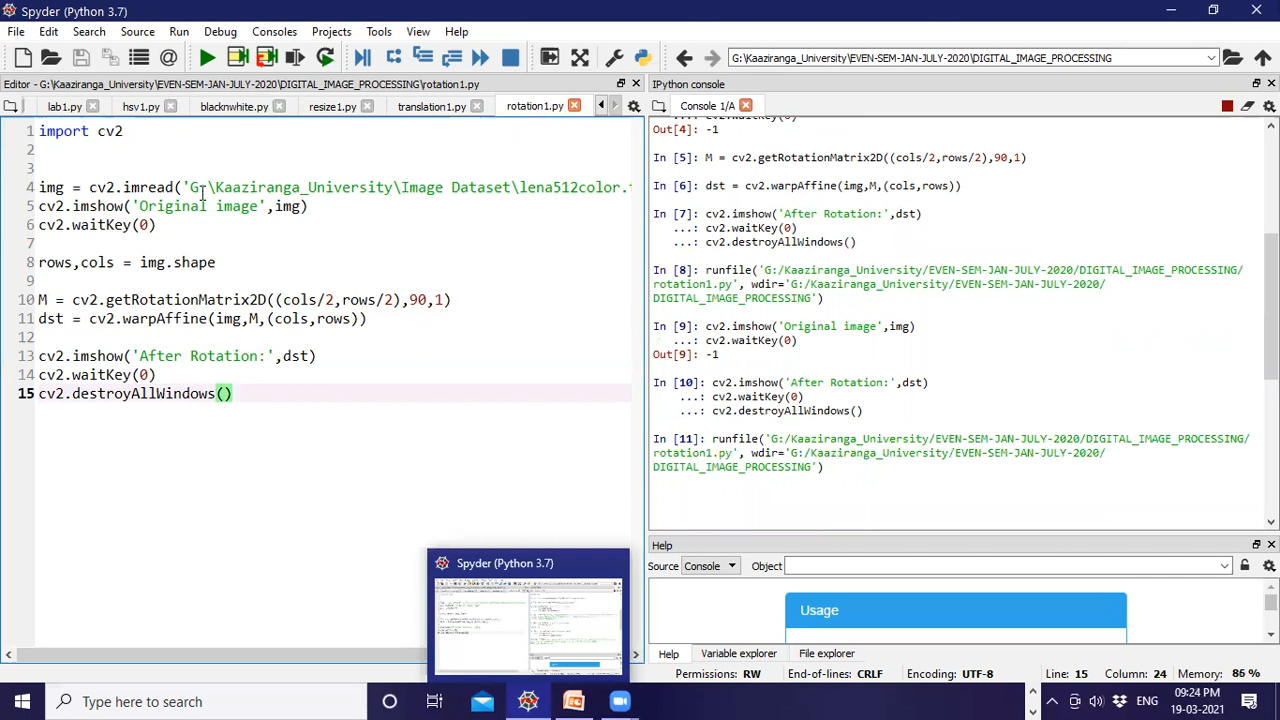 Spyder (Python 3.7)
File Edit Search Source Run Debug Consoles Projects Tools View Help
G:\Kaaziranga_University\EVEN-SEM-JAN-JULY-2020\DIGITAL_IMAGE_PROCESSING
Editor - G:\Kaaziranga_University\EVEN-SEM-JAN-JULY-2020\DIGITAL_IMAGE_PROCESSING\rotation1.py
lab1.py hsv1.py blacknwhite.py resize1.py translation1.py rotation1.py
1 import cv2
2
3
4 img = cv2.imread('G:\Kaaziranga_University\Image Dataset\lena512color.
5 cv2.imshow('Original image',img)
6 cv2.waitKey(0)
7
8 rows,cols = img.shape
9
10 M = cv2.getRotationMatrix2D((cols/2,rows/2),90,1)
11 dst = cv2.warpAffine(img,M,(cols,rows))
12
13 cv2.imshow('After Rotation:',dst)
14 cv2.waitKey(0)
15 cv2.destroyAllWindows()
IPython console
Console 1/A
Out[4]: -1
In [5]: M = cv2.getRotationMatrix2D((cols/2,rows/2),90,1)
In [6]: dst = cv2.warpAffine(img,M,(cols,rows))
In [7]: cv2.imshow('After Rotation:',dst)
...: cv2.waitKey(0)
...: cv2.destroyAllWindows()
In [8]: runfile('G:/Kaaziranga_University/EVEN-SEM-JAN-JULY-2020/DIGITAL_IMAGE_PROCESSING/
rotation1.py', wdir='G:/Kaaziranga_University/EVEN-SEM-JAN-JULY-2020/
DIGITAL_IMAGE_PROCESSING')
In [9]: cv2.imshow('Original image',img)
...: cv2.waitKey(0)
Out[9]: -1
In [10]: cv2.imshow('After Rotation:',dst)
...: cv2.waitKey(0)
...: cv2.destroyAllWindows()
In [11]: runfile('G:/Kaaziranga_University/EVEN-SEM-JAN-JULY-2020/DIGITAL_IMAGE_PROCESSING/
rotation1.py', wdir='G:/Kaaziranga_University/EVEN-SEM-JAN-JULY-2020/
DIGITAL_IMAGE_PROCESSING')
Help
Source Console Object
Usage
Help Variable explorer File explorer
Spyder (Python 3.7)
Permissions: RW End-of-lines: CRLF Encoding: UTF-8 Line: 15 Column: 24 Memory: 86 %
Type here to search
ENG
09:24 PM
19-03-2021